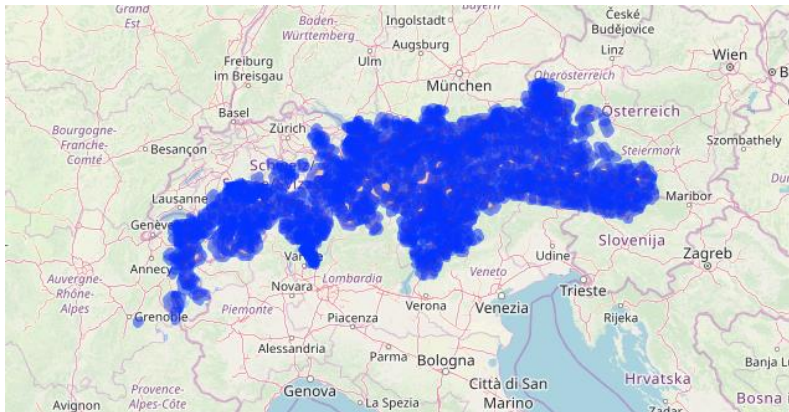 Grand
Est
Baden-
Württemberg
Ingolstadt
Bayern
České
Budějovice
Ulm
Augsburg
Linz
Wien
Freiburg
im Breisgau
München
Oberösterreich
Basel
Österreich
Bourgogne-
Franche-
Comté
Besançon
Zürich
Steiermark
Szombathely
Lausanne
Maribor
Genève
Slovenija
Annecy
Zagreb
Auvergne-
Rhône-
Alpes
Lombardia
Udine
Veneto
Trieste
Grenoble
Piemonte
Novara
Verona
Venezia
Rijeka
Piacenza
Alessandria
Parma
Bologna
Banja Lu
Genova
Città di San
Marino
Hrvatska
Provence-
Alpes-Côte
Avignon
La Spezia
Zadar
Bosna i